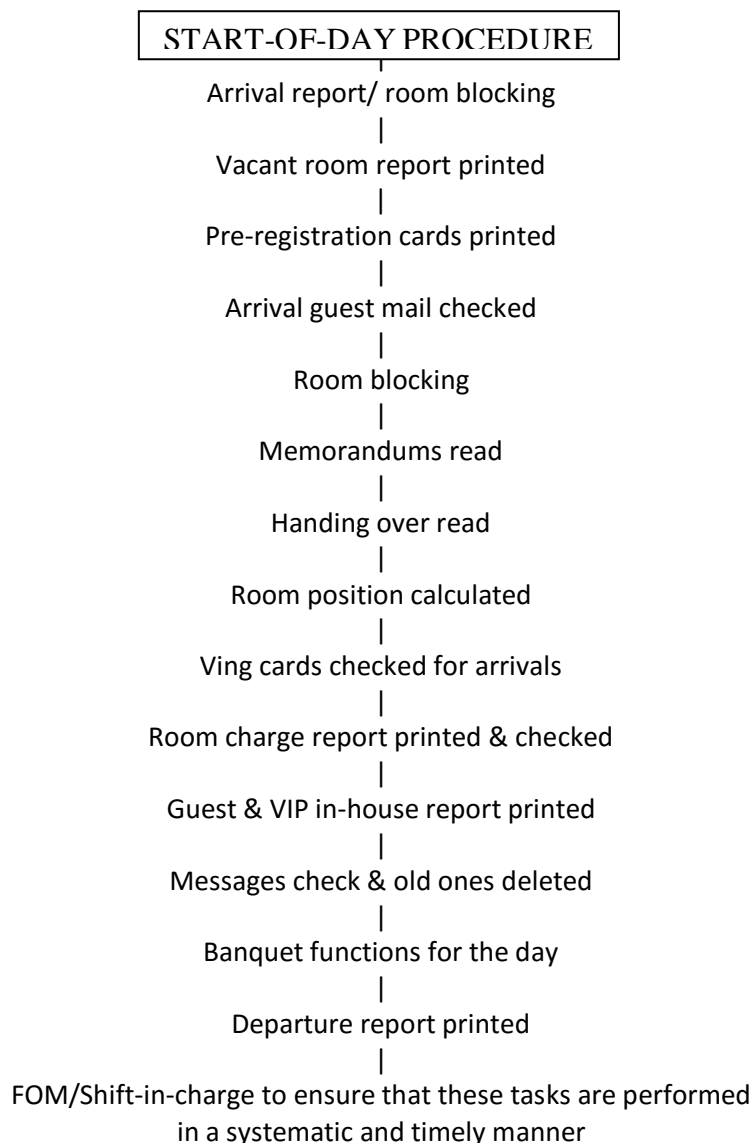 START-OF-DAY PROCEDURE
Arrival report/ room blocking
Vacant room report printed
Pre-registration cards printed
Arrival guest mail checked
Room blocking
Memorandums read
Handing over read
Room position calculated
Ving cards checked for arrivals
Room charge report printed & checked
Guest & VIP in-house report printed
Messages check & old ones deleted
Banquet functions for the day
Departure report printed
FOM/Shift-in-charge to ensure that these tasks are performed
in a systematic and timely manner